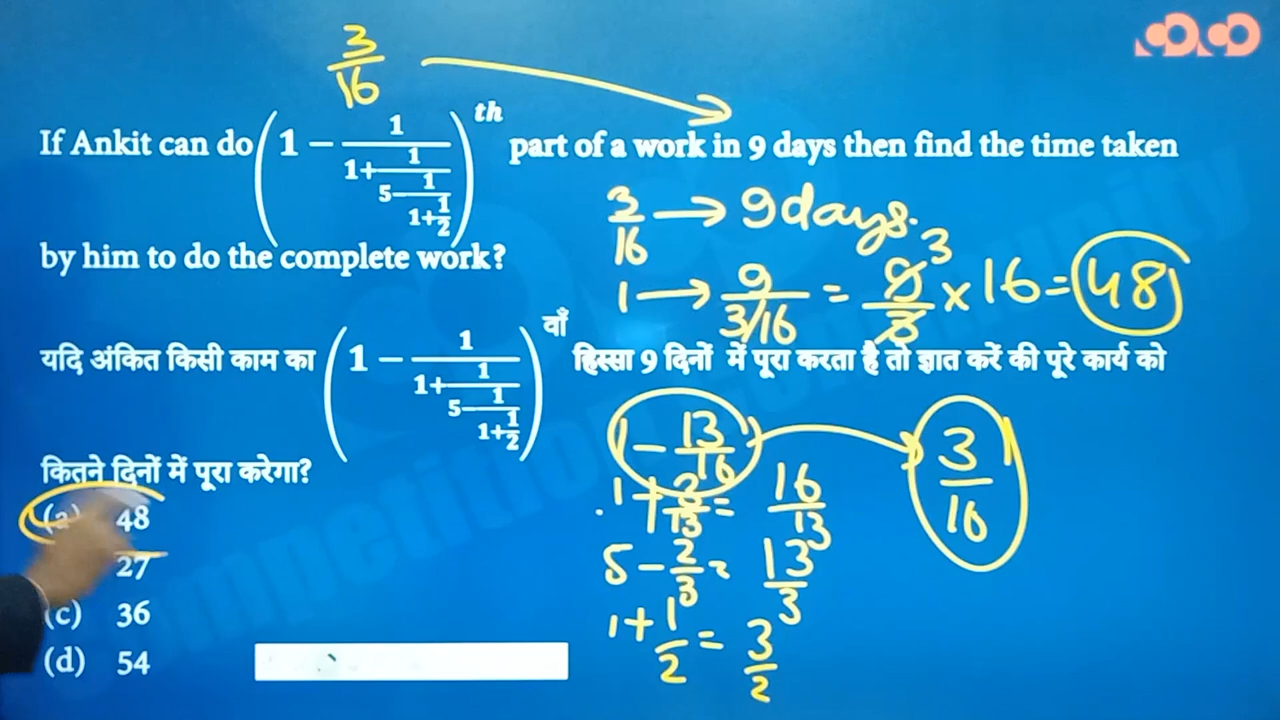 3/16
If Ankit can do (1 - 1/(1+1/(5-1/(1+1/2))))th part of a work in 9 days then find the time taken
3/16 → 9 days.
by him to do the complete work?
1 → 9/(3/16) = 9/3 3 × 16 = 48
यदि अंकित किसी काम का (1 - 1/(1+1/(5-1/(1+1/2))))वाँ हिस्सा 9 दिनों में पूरा करता है तो ज्ञात करें की पूरे कार्य को
1 - 13/16 → 3/16
कितने दिनों में पूरा करेगा?
1 + 3/13 = 16/13
(a) 48
5 - 2/3 = 13/3
27
(c) 36
1 + 1/2 = 3/2
(d) 54